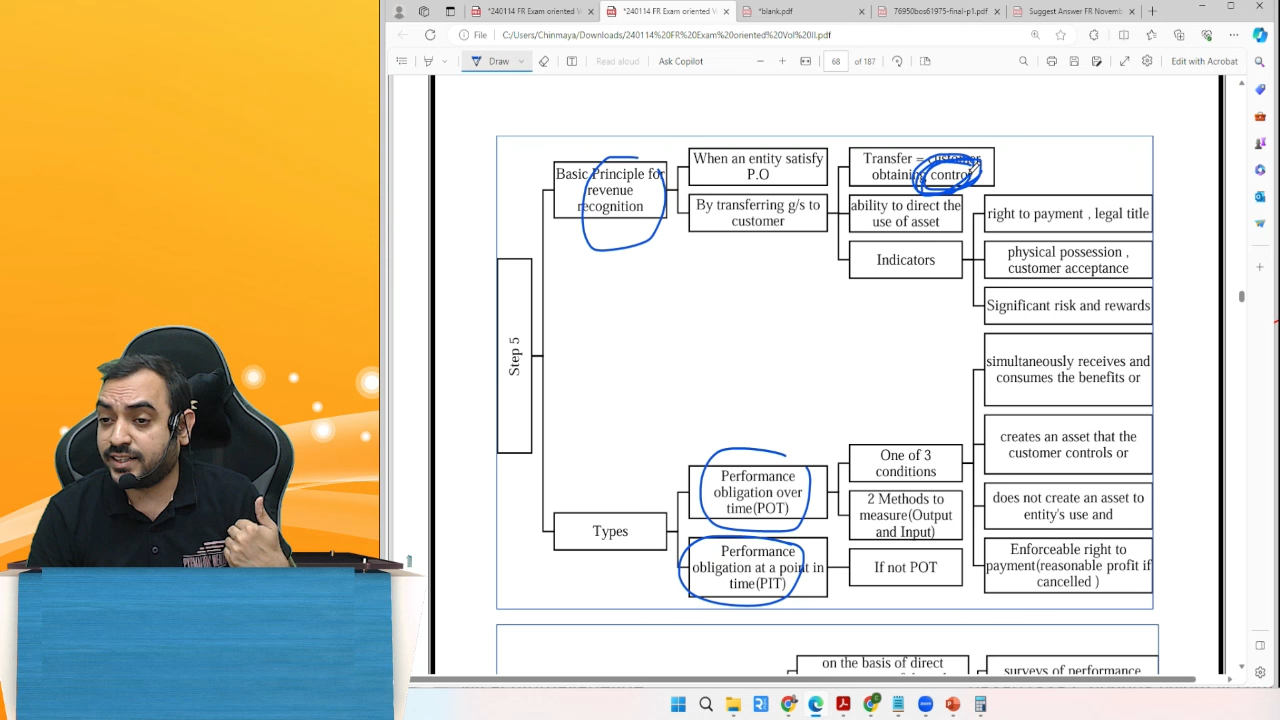 *240114 FR Exam oriented V
*240114 FR Exam oriented V
*blank.pdf
76950bos61975-final-p1.pdf
Suggest Answer FR Novemb
File
C:/Users/Chinmaya/Downloads/240114%20FR%20Exam%20oriented%20Vol%20II.pdf
Draw
Read aloud
Ask Copilot
68
of 187
Edit with Acrobat
Step 5
Basic Principle for
revenue
recognition
When an entity satisfy
P.O
By transferring g/s to
customer
Transfer = customer
obtaining control
ability to direct the
use of asset
Indicators
right to payment , legal title
physical possession ,
customer acceptance
Significant risk and rewards
Types
Performance
obligation over
time(POT)
One of 3
conditions
2 Methods to
measure(Output
and Input)
simultaneously receives and
consumes the benefits or
creates an asset that the
customer controls or
does not create an asset to
entity's use and
Enforceable right to
payment(reasonable profit if
cancelled )
Performance
obligation at a point in
time(PIT)
If not POT
on the basis of direct
surveys of performance